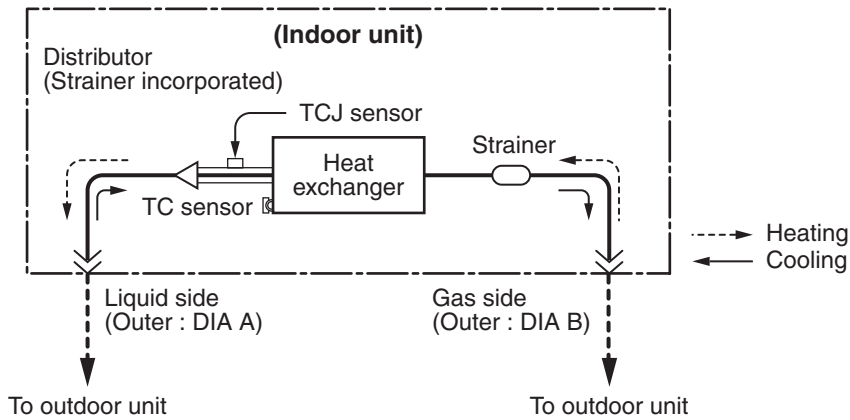 (Indoor unit)
Distributor
(Strainer incorporated)
TCJ sensor
Strainer
Heat
exchanger
TC sensor
Heating
Cooling
Liquid side
(Outer : DIA A)
Gas side
(Outer : DIA B)
To outdoor unit
To outdoor unit